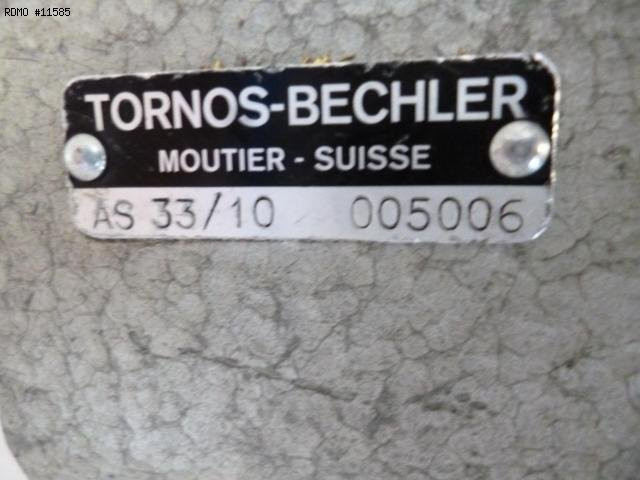 RDMO #11585
TORNOS-BECHLER
MOUTIER - SUISSE
AS 33/10 005006